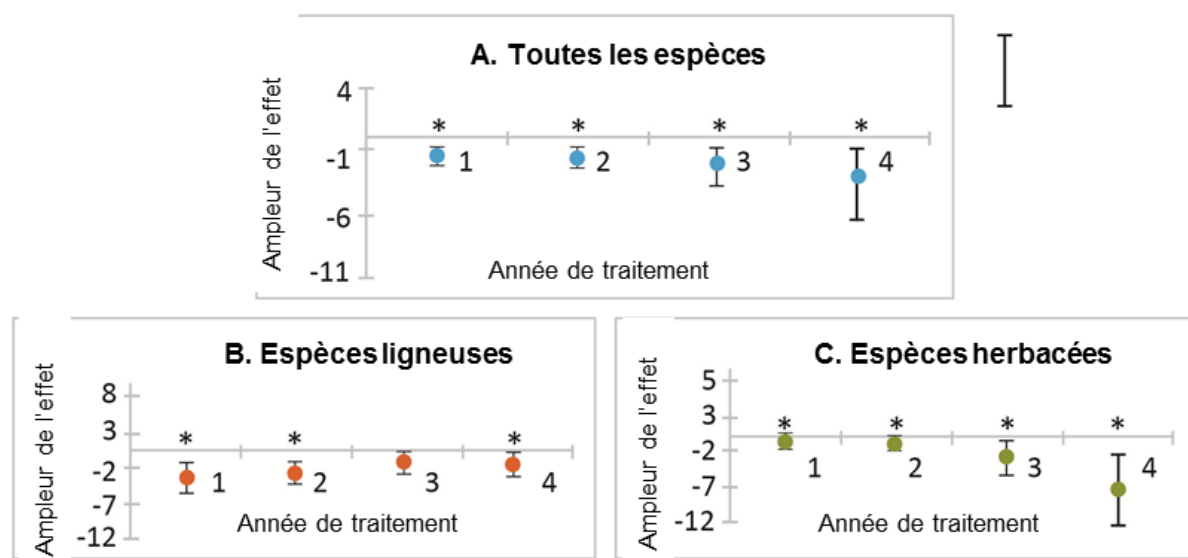 A. Toutes les espèces
Ampleur de l'effet
4
-1
-6
-11
* * * *
1 2 3 4
Année de traitement
B. Espèces ligneuses
Ampleur de l'effet
8
3
-2
-7
-12
* * *
1 2 3 4
Année de traitement
C. Espèces herbacées
Ampleur de l'effet
5
3
-2
-7
-12
* * * *
1 2 3 4
Année de traitement